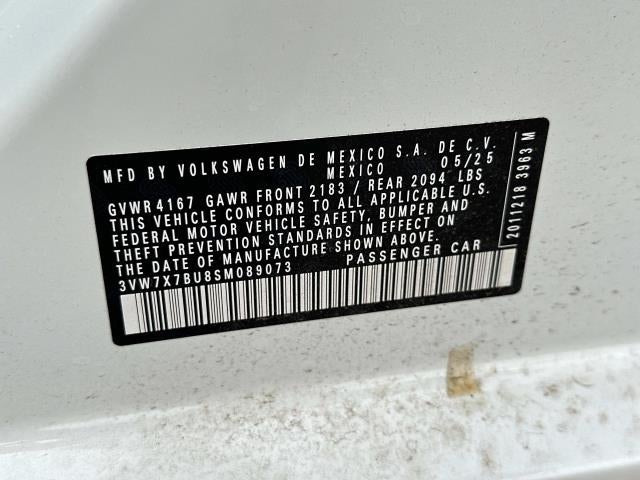 MFD BY VOLKSWAGEN DE MEXICO S.A. DE C.V.
MEXICO 05/25
GVWR 4167 GAWR FRONT 2183 / REAR 2094 LBS
THIS VEHICLE CONFORMS TO ALL APPLICABLE U.S.
FEDERAL MOTOR VEHICLE SAFETY, BUMPER AND
THEFT PREVENTION STANDARDS IN EFFECT ON
THE DATE OF MANUFACTURE SHOWN ABOVE.
3VW7X7BU8SM089073 PASSENGER CAR
2011218 3963 M